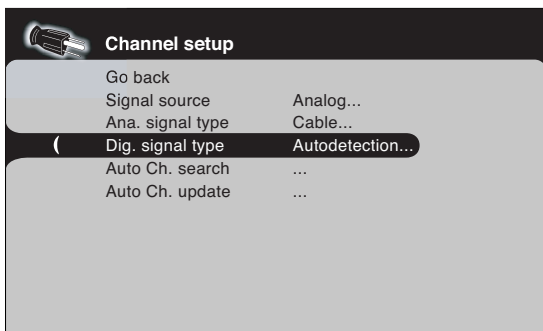 Channel setup
Go back
Signal source Analog...
Ana. signal type Cable...
Dig. signal type Autodetection...
Auto Ch. search ...
Auto Ch. update ...